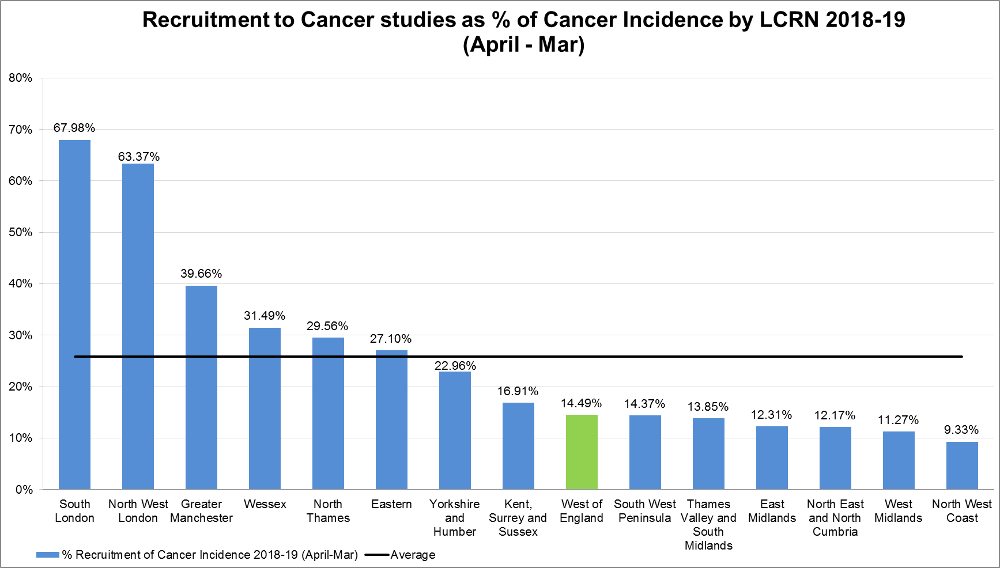 Recruitment to Cancer studies as % of Cancer Incidence by LCRN 2018-19
(April - Mar)
80%
70%
60%
50%
40%
30%
20%
10%
0%
67.98%
63.37%
39.66%
31.49%
29.56%
27.10%
22.96%
16.91%
14.49%
14.37%
13.85%
12.31%
12.17%
11.27%
9.33%
South
London
North West
London
Greater
Manchester
Wessex
North
Thames
Eastern
Yorkshire
and
Humber
Kent,
Surrey and
Sussex
West of
England
South West
Peninsula
Thames
Valley and
South
Midlands
East
Midlands
North East
and North
Cumbria
West
Midlands
North West
Coast
% Recruitment of Cancer Incidence 2018-19 (April-Mar)
Average